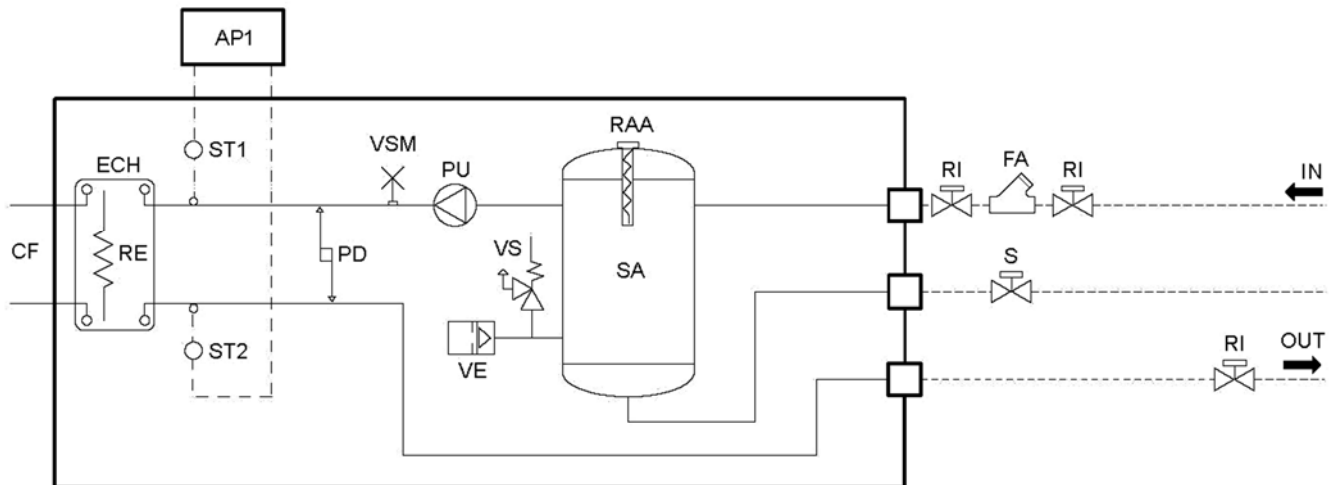 AP1
ST1
VSM
PU
RAA
RI
FA
RI
IN
ECH
CF
RE
PD
VS
SA
S
ST2
VE
RI
OUT